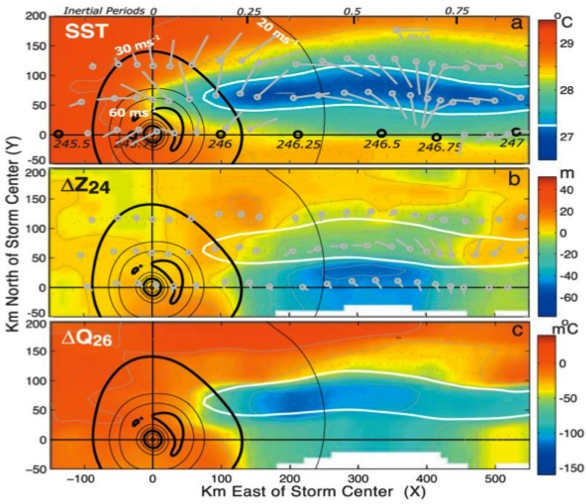 Inertial Periods 0 0.25 0.5 0.75
200 SST 30 ms⁻¹ 20 ms⁻¹ a °C
150 29
100
60 ms⁻¹ 28
50
0 27
-50 245.5 246 246.25 246.5 246.75 247 c
200 ΔZ24 b m
150 40
20
100 0
50 -20
-40
0 -60
-50
200 ΔQ26 c °
mC
150
100 0
50 -50
0 -100
-50 -150
-100 0 100 200 300 400 500
Km East of Storm Center (X)
Km North of Storm Center (Y)